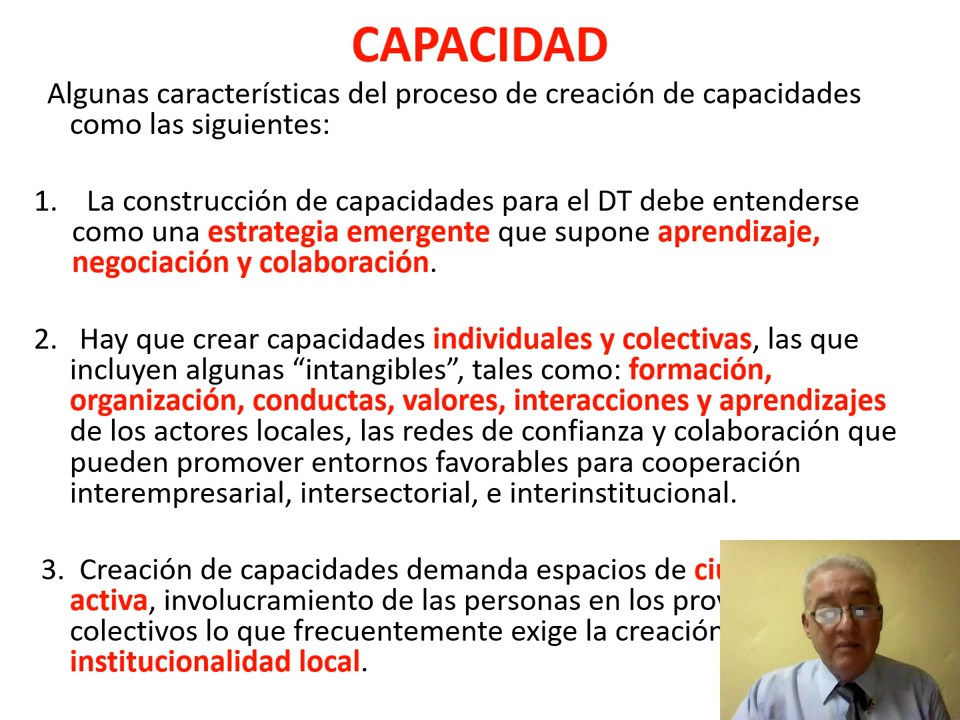 CAPACIDAD
Algunas características del proceso de creación de capacidades
como las siguientes:
1. La construcción de capacidades para el DT debe entenderse
como una estrategia emergente que supone aprendizaje,
negociación y colaboración.
2. Hay que crear capacidades individuales y colectivas, las que
incluyen algunas “intangibles”, tales como: formación,
organización, conductas, valores, interacciones y aprendizajes
de los actores locales, las redes de confianza y colaboración que
pueden promover entornos favorables para cooperación
interempresarial, intersectorial, e interinstitucional.
3. Creación de capacidades demanda espacios de
activa, involucramiento de las personas en los
colectivos lo que frecuentemente exige la creación
institucionalidad local.